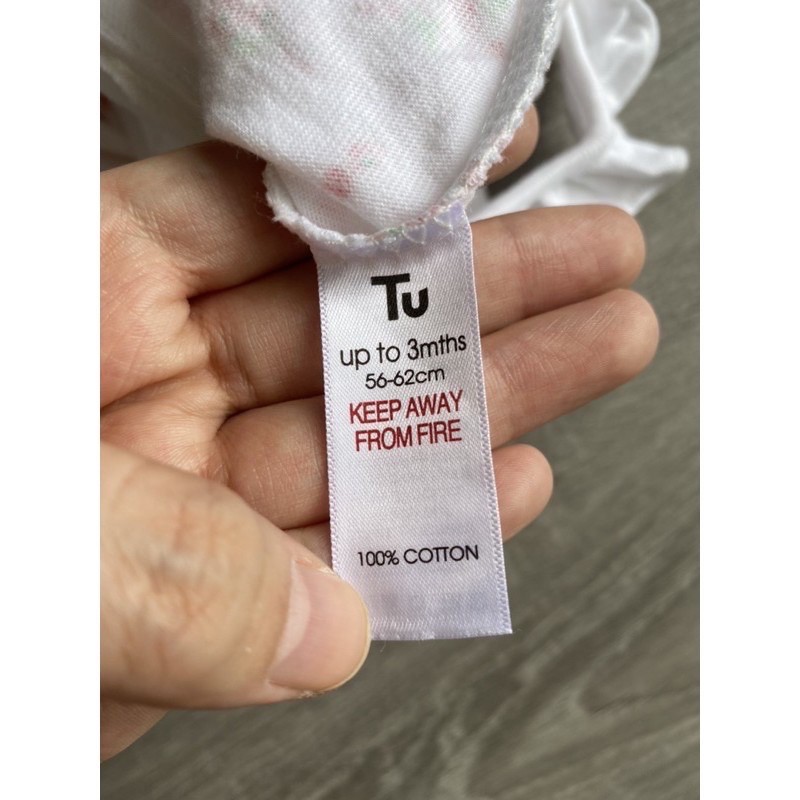 Tu
up to 3mths
56-62cm
KEEP AWAY
FROM FIRE
100% COTTON